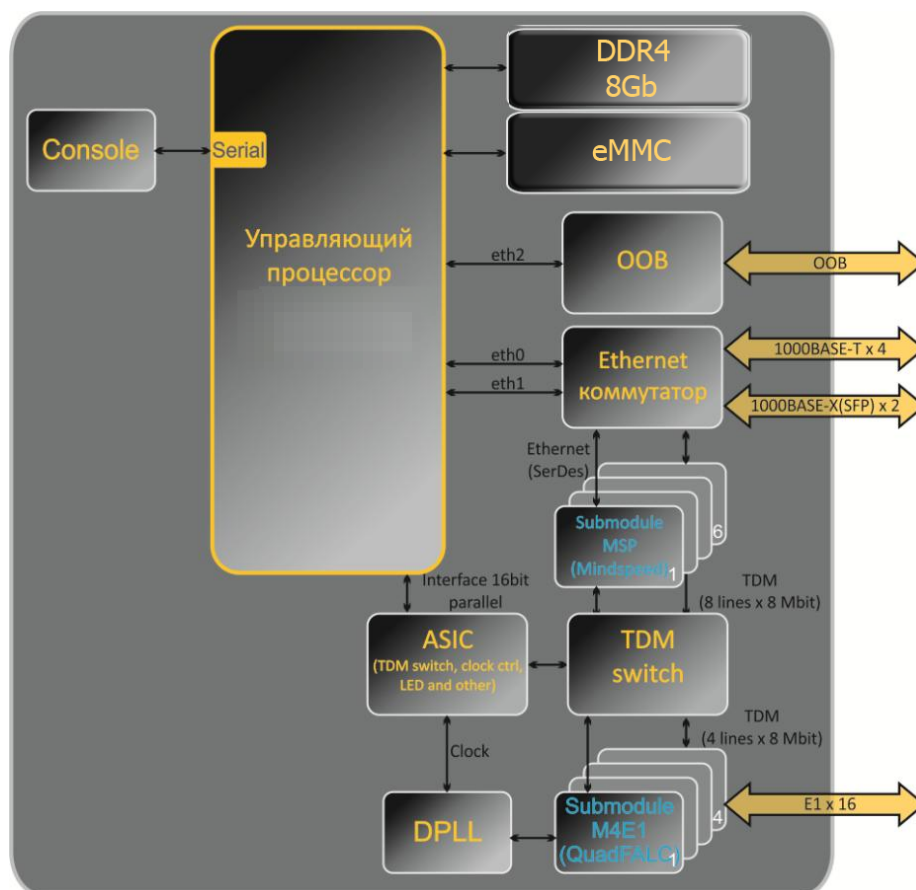 DDR4
8Gb
Console
Serial
eMMC
Управляющий
процессор
eth2
OOB
OOB
eth0
eth1
Ethernet
коммутатор
1000BASE-T x 4
1000BASE-X(SFP) x 2
Ethernet
(SerDes)
Submodule
MSP
(Mindspeed)
1
6
Interface 16bit
parallel
TDM
(8 lines x 8 Mbit)
ASIC
(TDM switch, clock ctrl,
LED and other)
TDM
switch
TDM
(4 lines x 8 Mbit)
Clock
DPLL
Submodule
M4E1
(QuadFALC)
1
4
E1 x 16